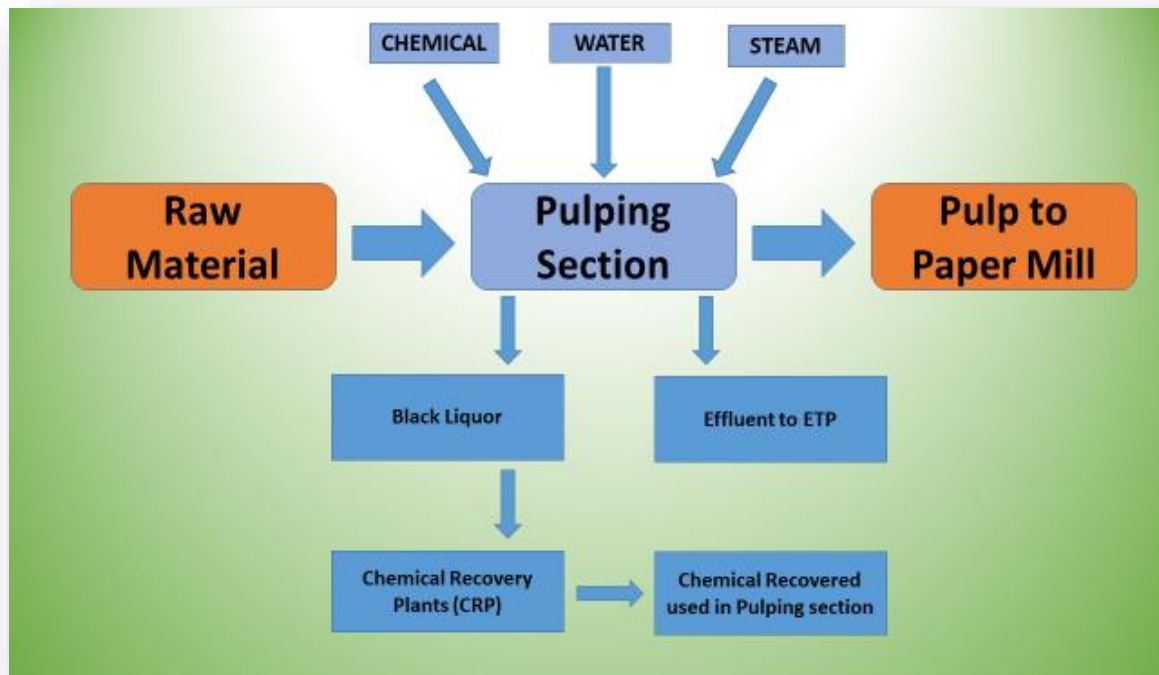 CHEMICAL
WATER
STEAM
Raw
Material
Pulping
Section
Pulp to
Paper Mill
Black Liquor
Effluent to ETP
Chemical Recovery
Plants (CRP)
Chemical Recovered
used in Pulping section